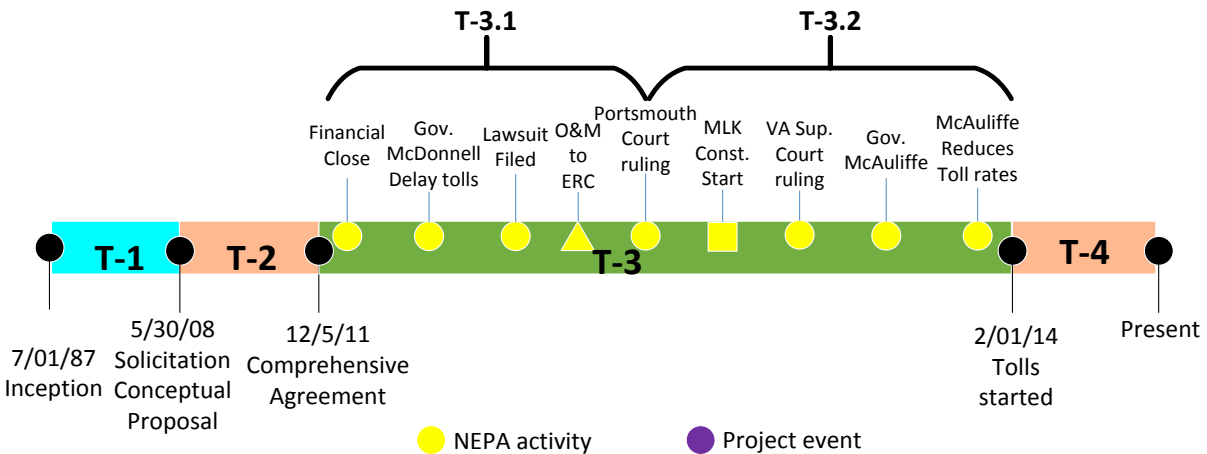 T-3.1
T-3.2
Financial
Close
Gov.
McDonnell
Delay tolls
Lawsuit
Filed
O&M
to
ERC
Portsmouth
Court
ruling
MLK
Const.
Start
VA Sup.
Court
ruling
Gov.
McAuliffe
McAuliffe
Reduces
Toll rates
T-1
T-2
T-3
T-4
7/01/87
Inception
5/30/08
Solicitation
Conceptual
Proposal
12/5/11
Comprehensive
Agreement
2/01/14
Tolls
started
Present
NEPA activity
Project event